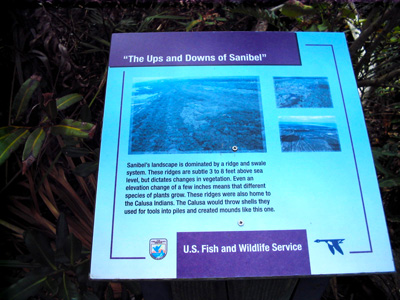 "The Ups and Downs of Sanibel"
Sanibel's landscape is dominated by a ridge and swale
system. These ridges are subtle 3 to 6 feet above sea
level, but dictates changes in vegetation. Even an
elevation change of a few inches means that different
species of plants grow. These ridges were also home to
the Calusa Indians. The Calusa would throw shells they
used for tools into piles and created mounds like this one.
U.S. Fish and Wildlife Service